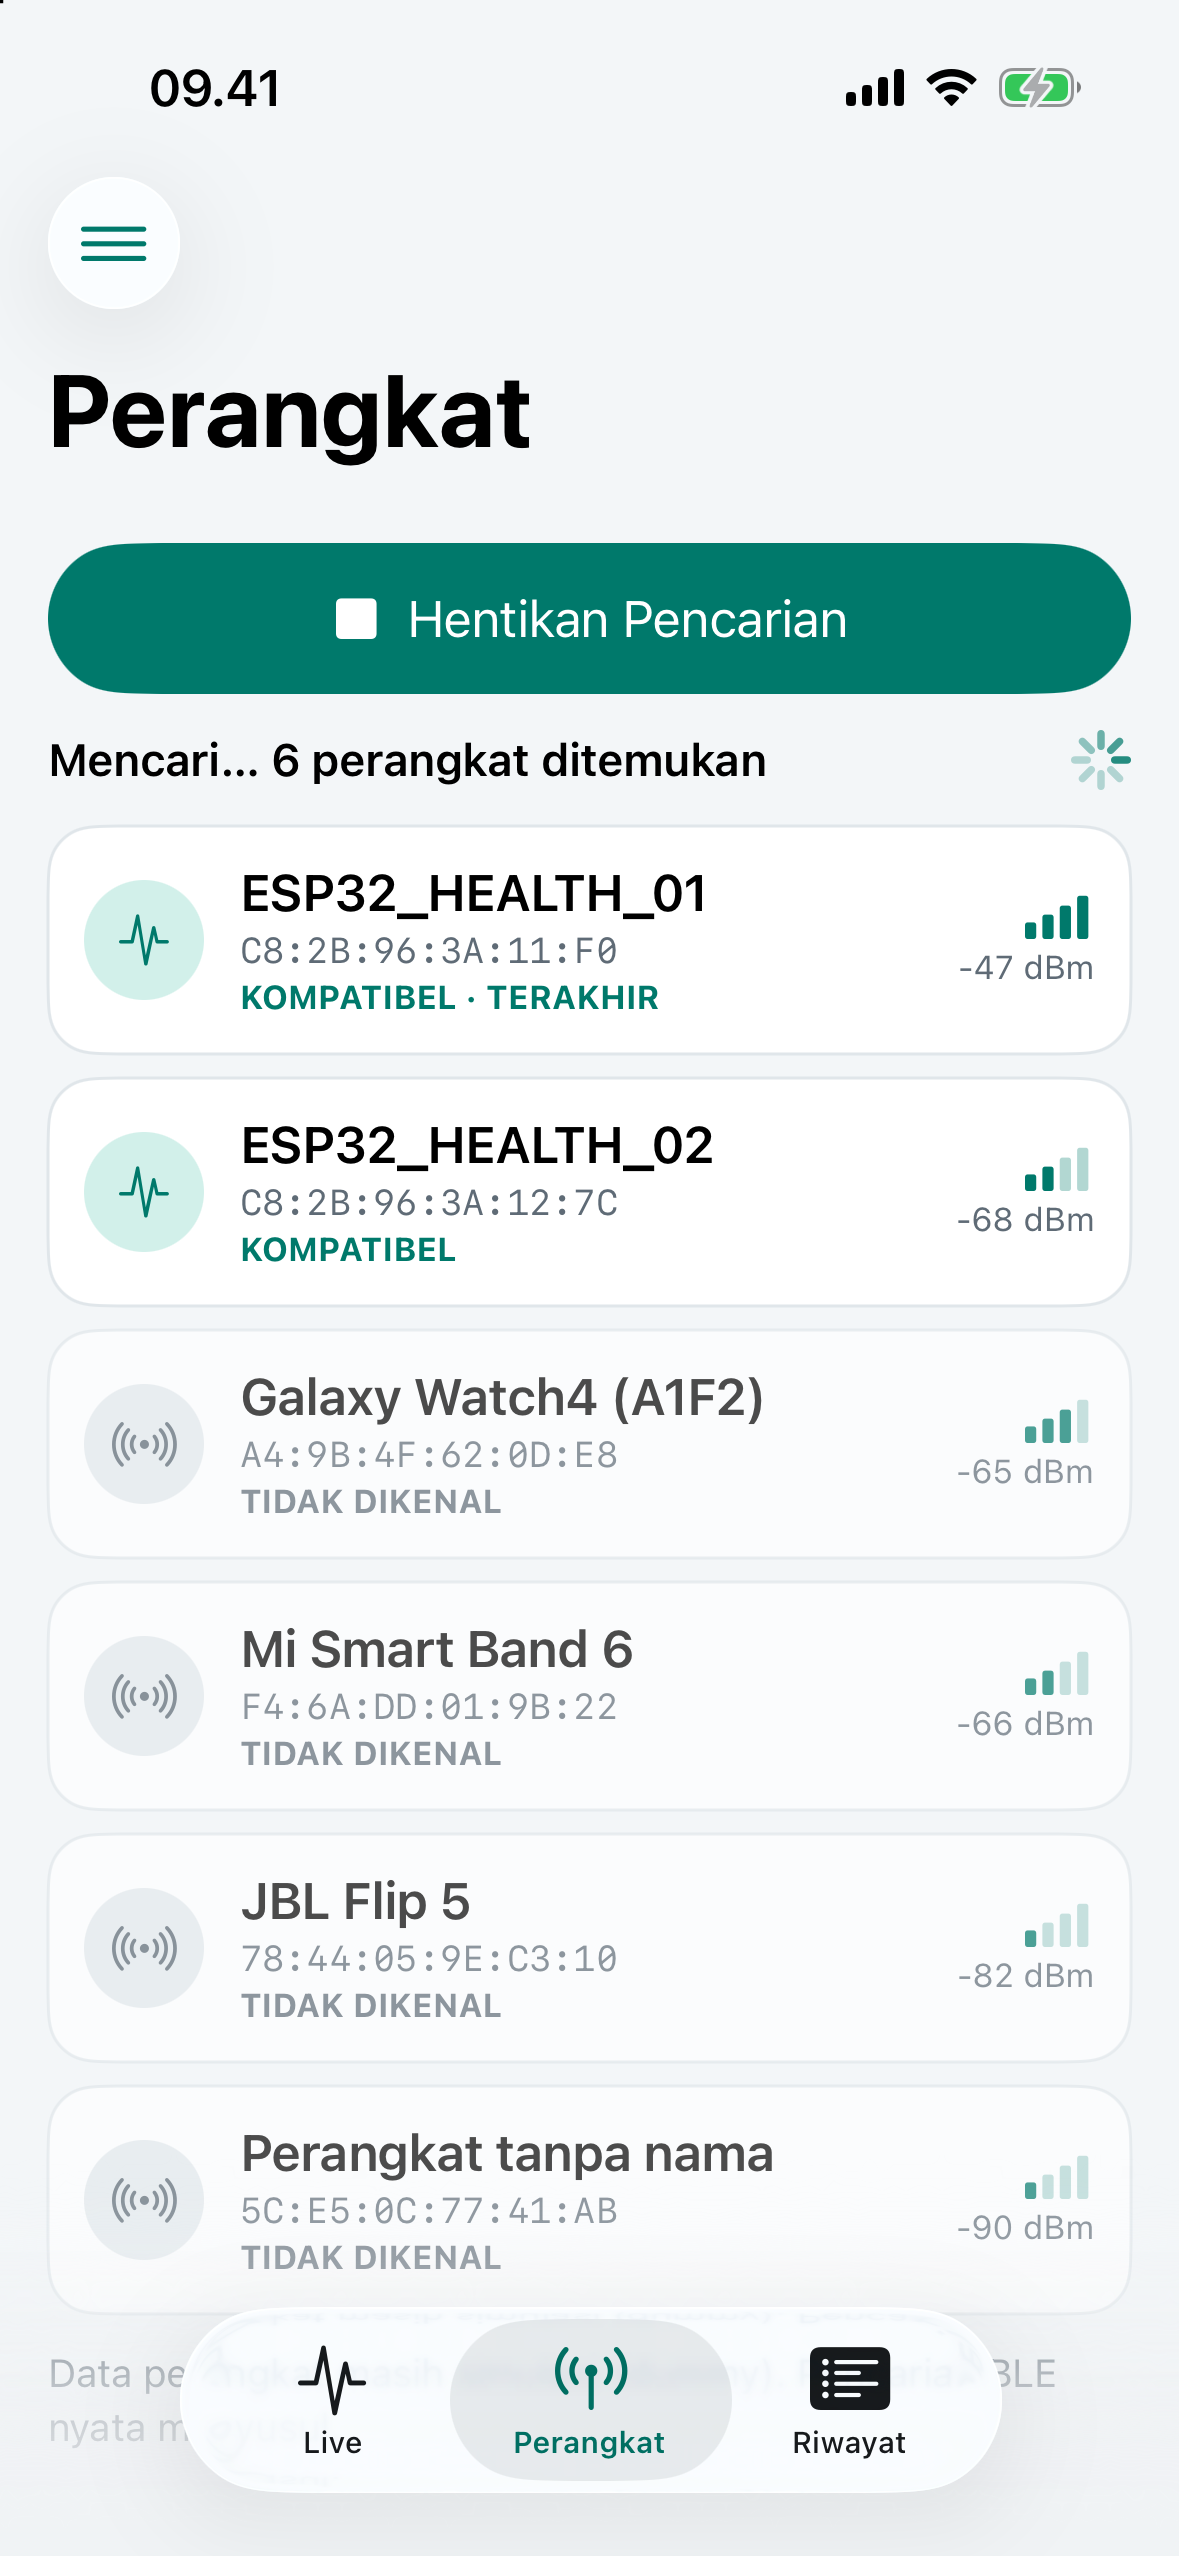 09.41
Perangkat
Hentikan Pencarian
Mencari... 6 perangkat ditemukan
ESP32_HEALTH_01
C8:2B:96:3A:11:F0
KOMPATIBEL · TERAKHIR
-47 dBm
ESP32_HEALTH_02
C8:2B:96:3A:12:7C
KOMPATIBEL
-68 dBm
Galaxy Watch4 (A1F2)
A4:9B:4F:62:0D:E8
TIDAK DIKENAL
-65 dBm
Mi Smart Band 6
F4:6A:DD:01:9B:22
TIDAK DIKENAL
-66 dBm
JBL Flip 5
78:44:05:9E:C3:10
TIDAK DIKENAL
-82 dBm
Perangkat tanpa nama
5C:E5:0C:77:41:AB
TIDAK DIKENAL
-90 dBm
Data BLE
nyata
Live
Perangkat
Riwayat